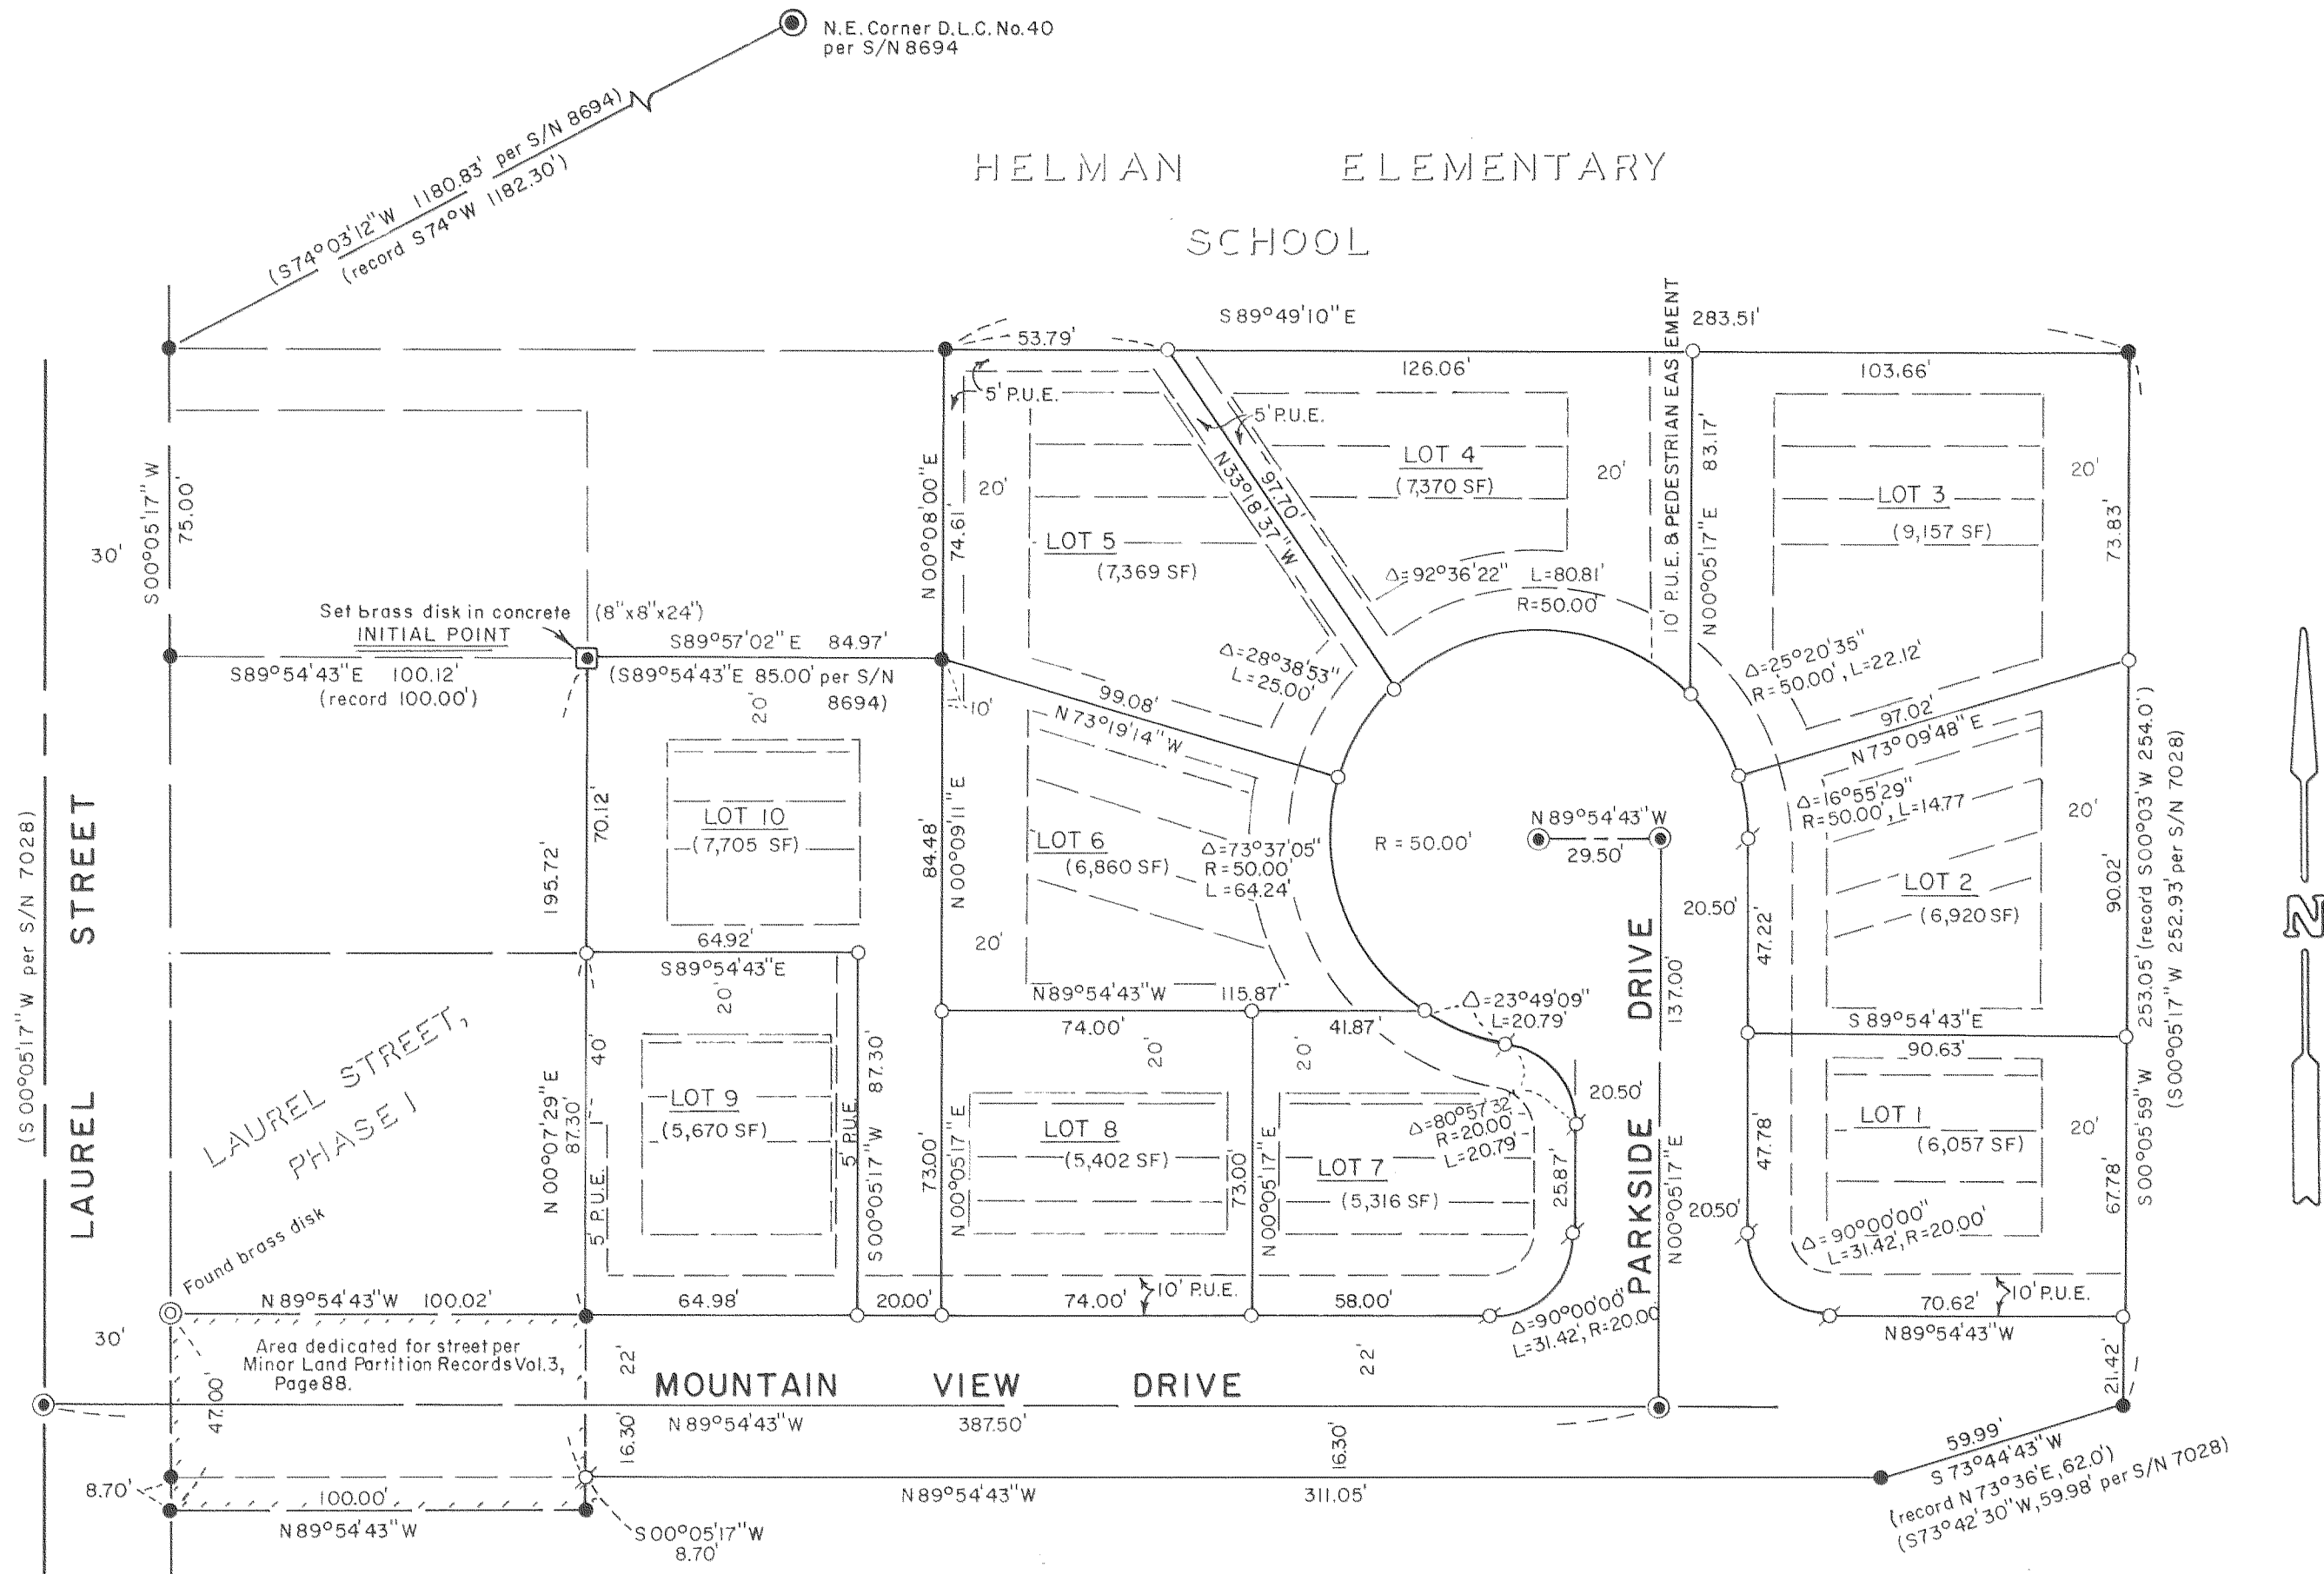 N.E. Corner D.L.C. No. 40
per S/N 8694
(S74°03'12"W 1180.83' per S/N 8694)
(record S74°W 1182.30')
HELMAN ELEMENTARY
SCHOOL
S89°49'10"E
283.51'
53.79'
126.06'
103.66'
5' P.U.E.
5' P.U.E.
10' P.U.E. & PEDESTRIAN EASEMENT
N00°05'17"E 83.17'
S00°05'17"W
75.00'
30'
N00°08'00"E
74.61'
20'
LOT 5
(7,369 SF)
N33°18'37"W
97.70'
LOT 4
(7,370 SF)
20'
Δ=92°36'22" L=80.81'
R=50.00'
LOT 3
(9,157 SF)
20'
73.83'
Set brass disk in concrete (8"x8"x24")
INITIAL POINT
S89°54'43"E 100.12'
(record 100.00')
S89°57'02"E 84.97'
(S89°54'43"E 85.00' per S/N
8694)
20'
10'
Δ=28°38'53"
L=25.00'
99.08'
N73°19'14"W
Δ=25°20'35"
R=50.00', L=22.12'
97.02'
N73°09'48"E
70.12'
195.72'
LOT 10
(7,705 SF)
84.48'
N00°09'11"E
LOT 6
(6,860 SF)
Δ=73°37'05"
R=50.00'
L=64.24'
R=50.00'
N89°54'43"W
29.50'
Δ=16°55'29"
R=50.00', L=14.77
20'
LOT 2
(6,920 SF)
90.02'
253.05' (record S00°03'W 254.0')
(S00°05'17"W 252.93' per S/N 7028)
(S00°05'17"W per S/N 7028)
LAUREL STREET
64.92'
S89°54'43"E
20'
20'
N89°54'43"W 115.87'
74.00'
41.87'
Δ=23°49'09"
L=20.79'
20.50'
47.22'
137.00'
S89°54'43"E
90.63'
LAUREL STREET,
PHASE I
N00°07'29"E
87.30'
40'
5' P.U.E.
LOT 9
(5,670 SF)
5' P.U.E.
87.30'
S00°05'17"W
73.00'
N00°05'17"E
20'
LOT 8
(5,402 SF)
73.00'
N00°05'17"E
20'
LOT 7
(5,316 SF)
Δ=80°57'32"
R=20.00'
L=20.79'
25.87'
20.50'
PARKSIDE DRIVE
N00°05'17"E
20.50'
47.78'
LOT 1
(6,057 SF)
20'
Δ=90°00'00"
L=31.42', R=20.00'
67.78'
S00°05'59"W
Found brass disk
N89°54'43"W 100.02'
64.98'
20.00'
74.00'
10' P.U.E.
58.00'
Δ=90°00'00"
L=31.42', R=20.00
70.62'
10' P.U.E.
N89°54'43"W
30'
Area dedicated for street per
Minor Land Partition Records Vol.3,
Page 88.
47.00'
22'
MOUNTAIN VIEW DRIVE
22'
21.42'
N89°54'43"W 387.50'
16.30'
16.30'
59.99'
S73°44'43"W
(record N73°36'E, 62.0')
(S73°42'30"W, 59.98' per S/N 7028)
8.70'
100.00'
N89°54'43"W
N89°54'43"W 311.05'
S00°05'17"W
8.70'
N